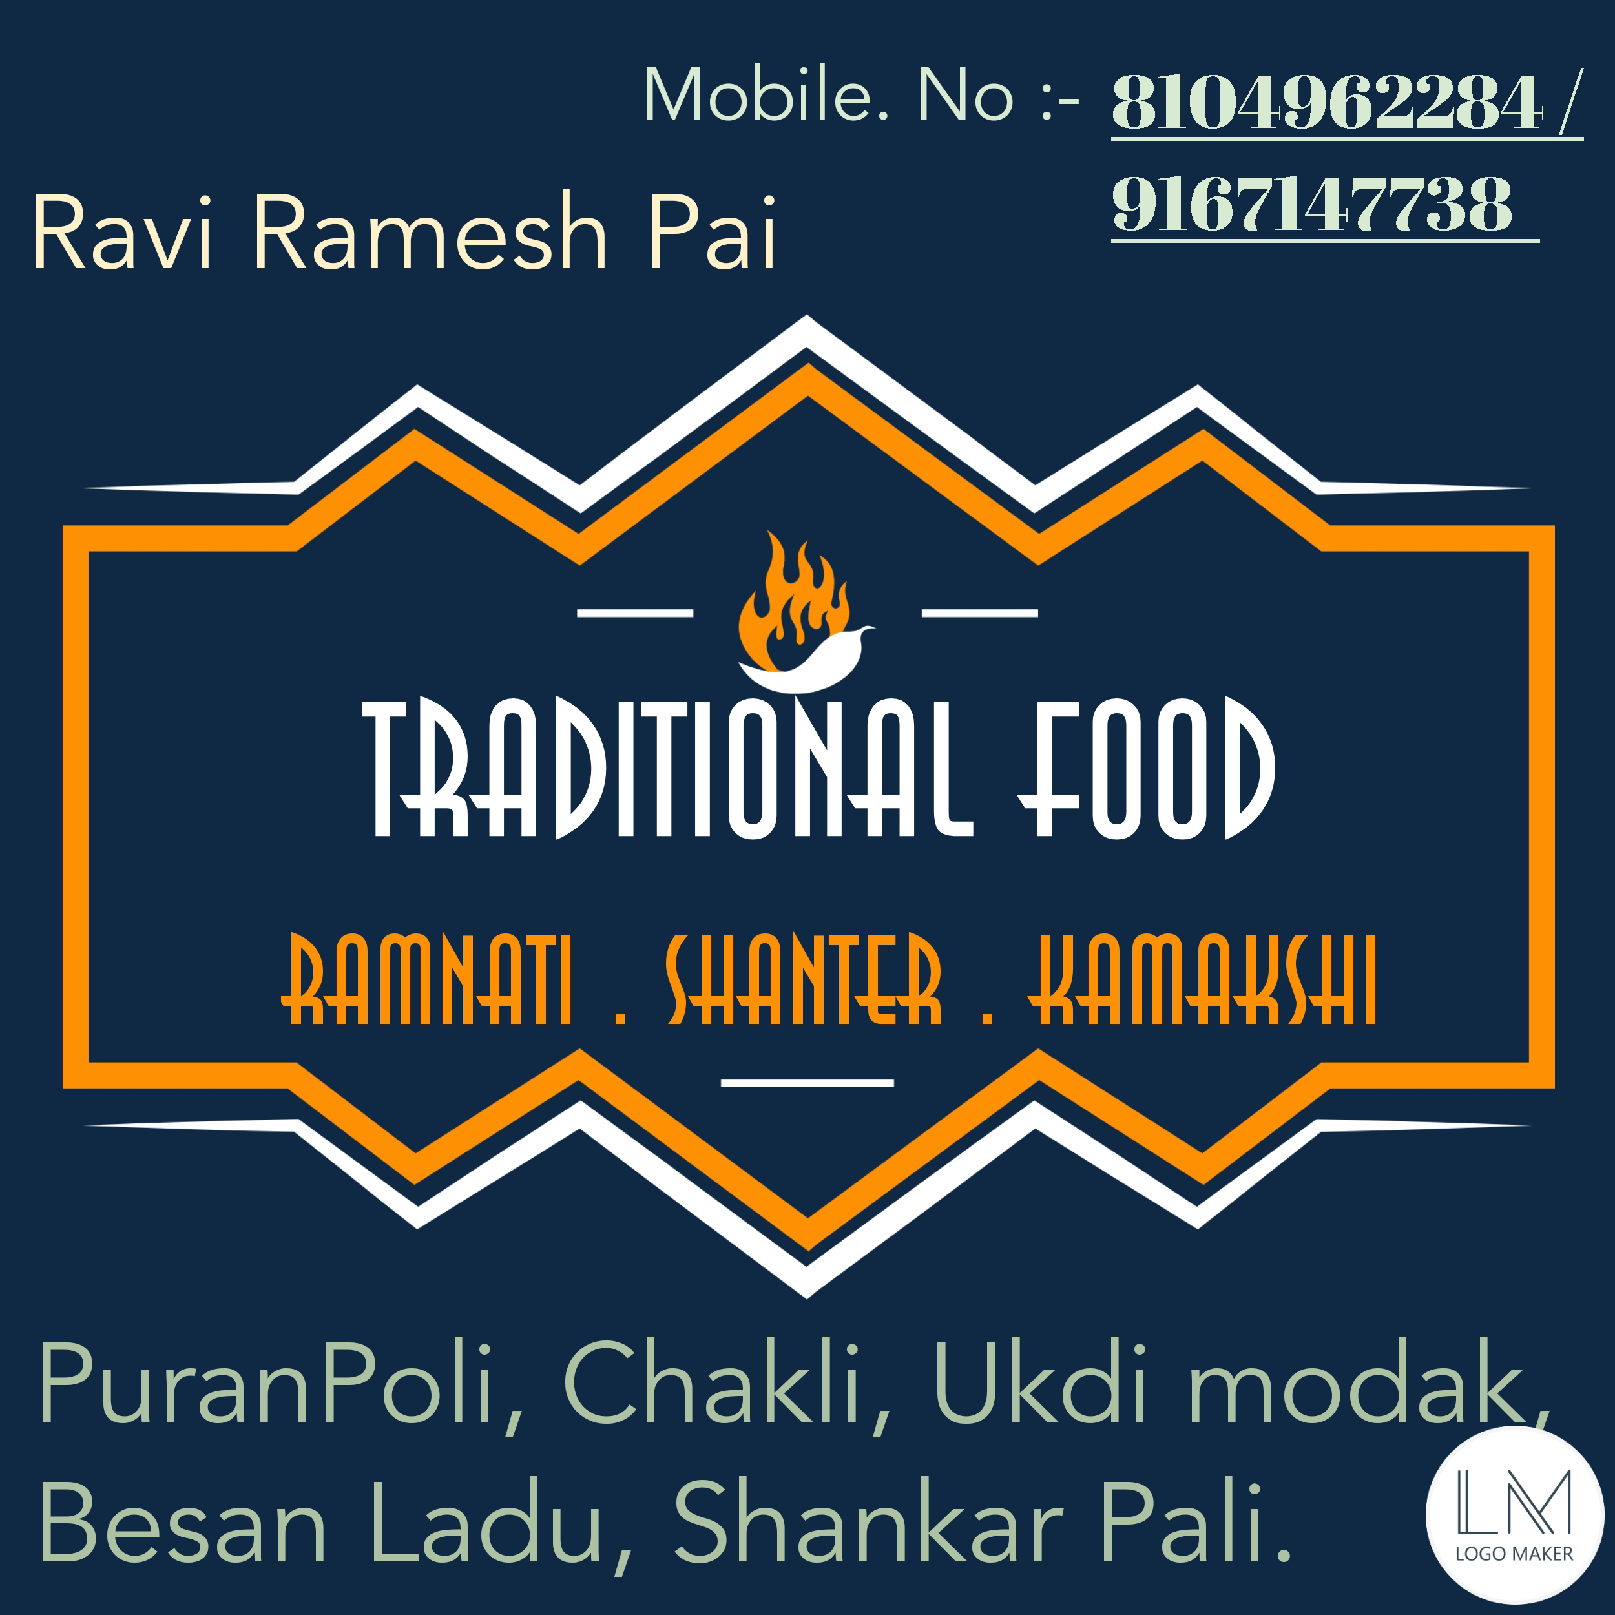 Mobile. No :- 8104962284 /
9167147738
Ravi Ramesh Pai
TRADITIONAL FOOD
RAMNATI . SHANTER . KAMAKSHI
PuranPoli, Chakli, Ukdi modak,
Besan Ladu, Shankar Pali.
LM
LOGO MAKER